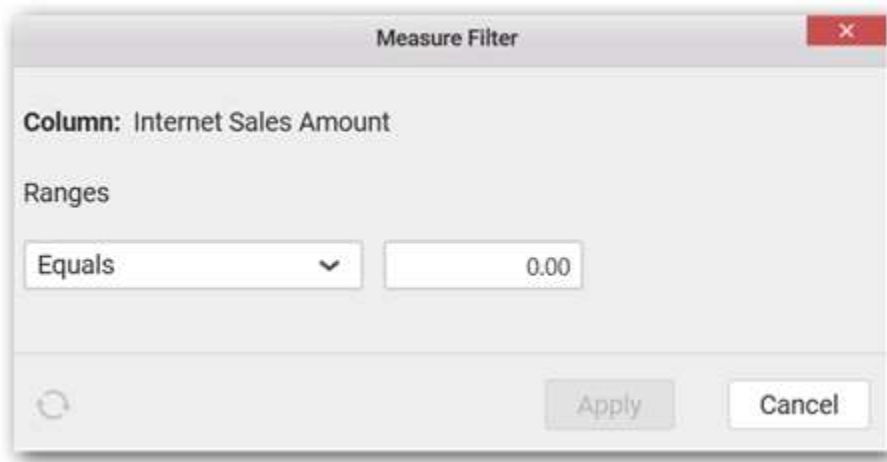 Measure Filter
Column: Internet Sales Amount
Ranges
Equals 0.00
Apply Cancel